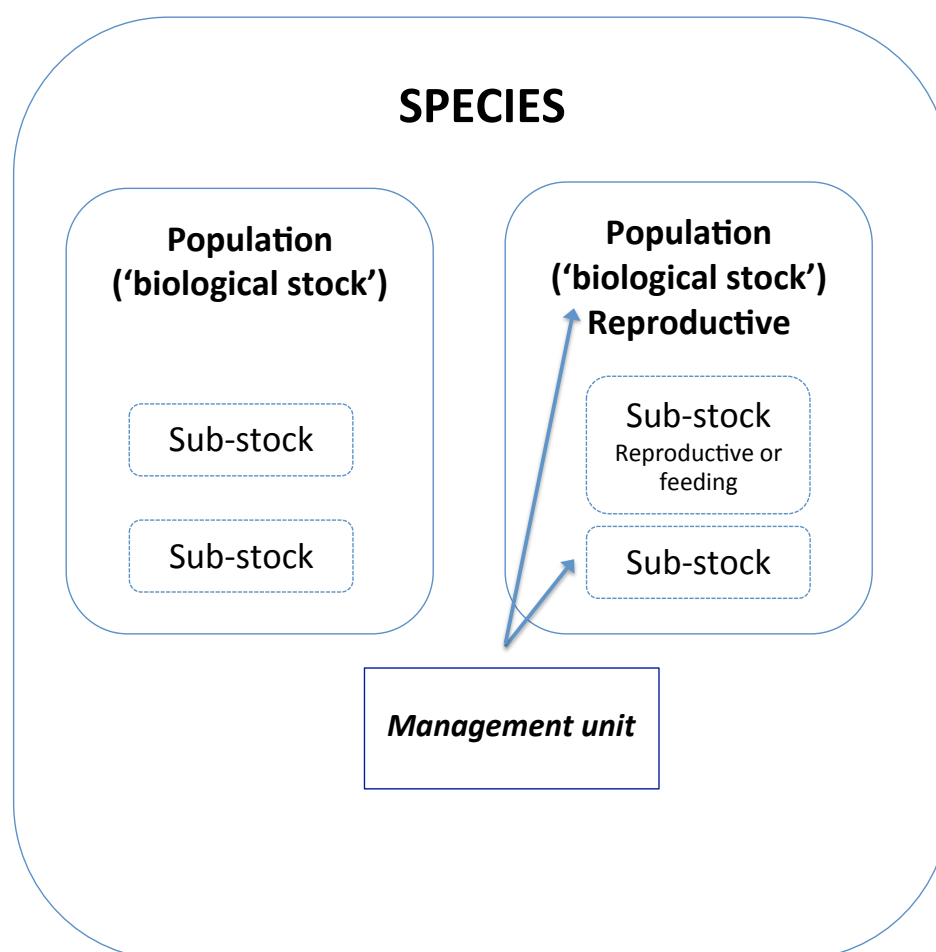 SPECIES
Population
(‘biological stock’)
Sub-stock
Sub-stock
Population
(‘biological stock’)
Reproductive
Sub-stock
Reproductive or
feeding
Sub-stock
Management unit